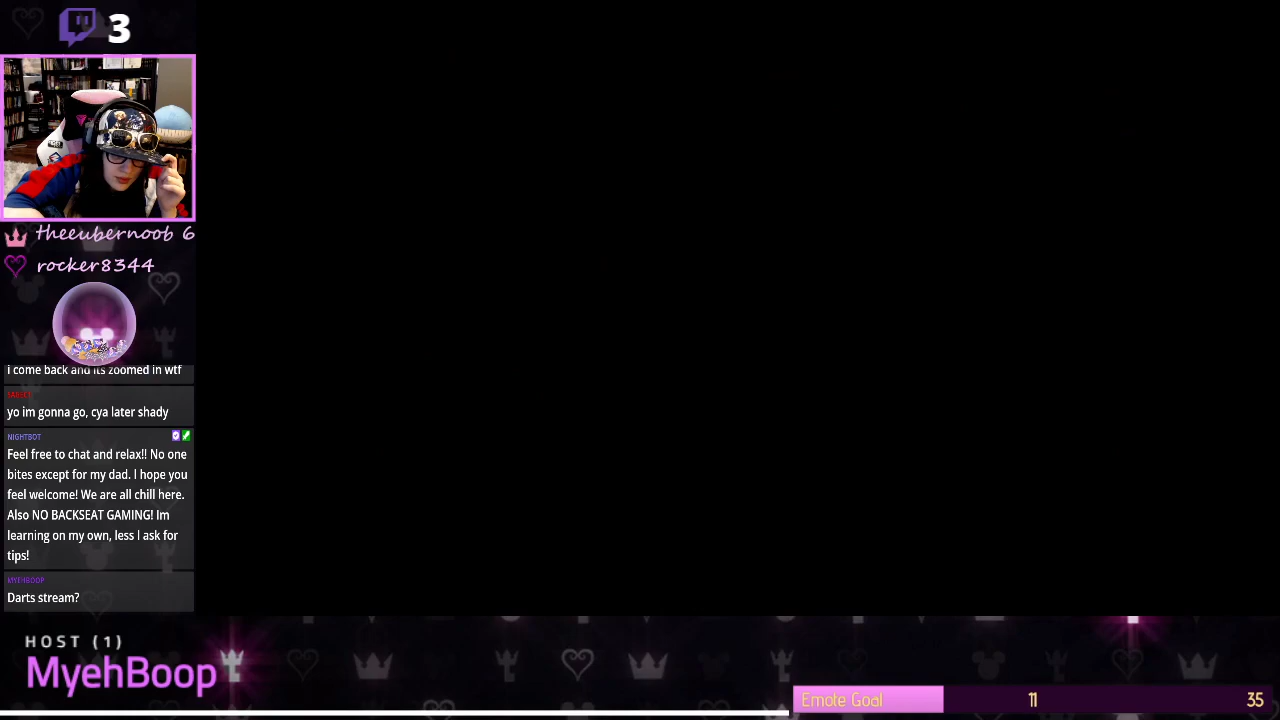 3
theeubernoob 6
rocker8344
i come back and its zoomed in wtf
yo im gonna go, cya later shady
NIGHTBOT
Feel free to chat and relax!! No one
bites except for my dad. I hope you
feel welcome! We are all chill here.
Also NO BACKSEAT GAMING! Im
learning on my own, less I ask for
tips!
MYEHBOOP
Darts stream?
HOST (1)
MyehBoop
Emote Goal 11 35